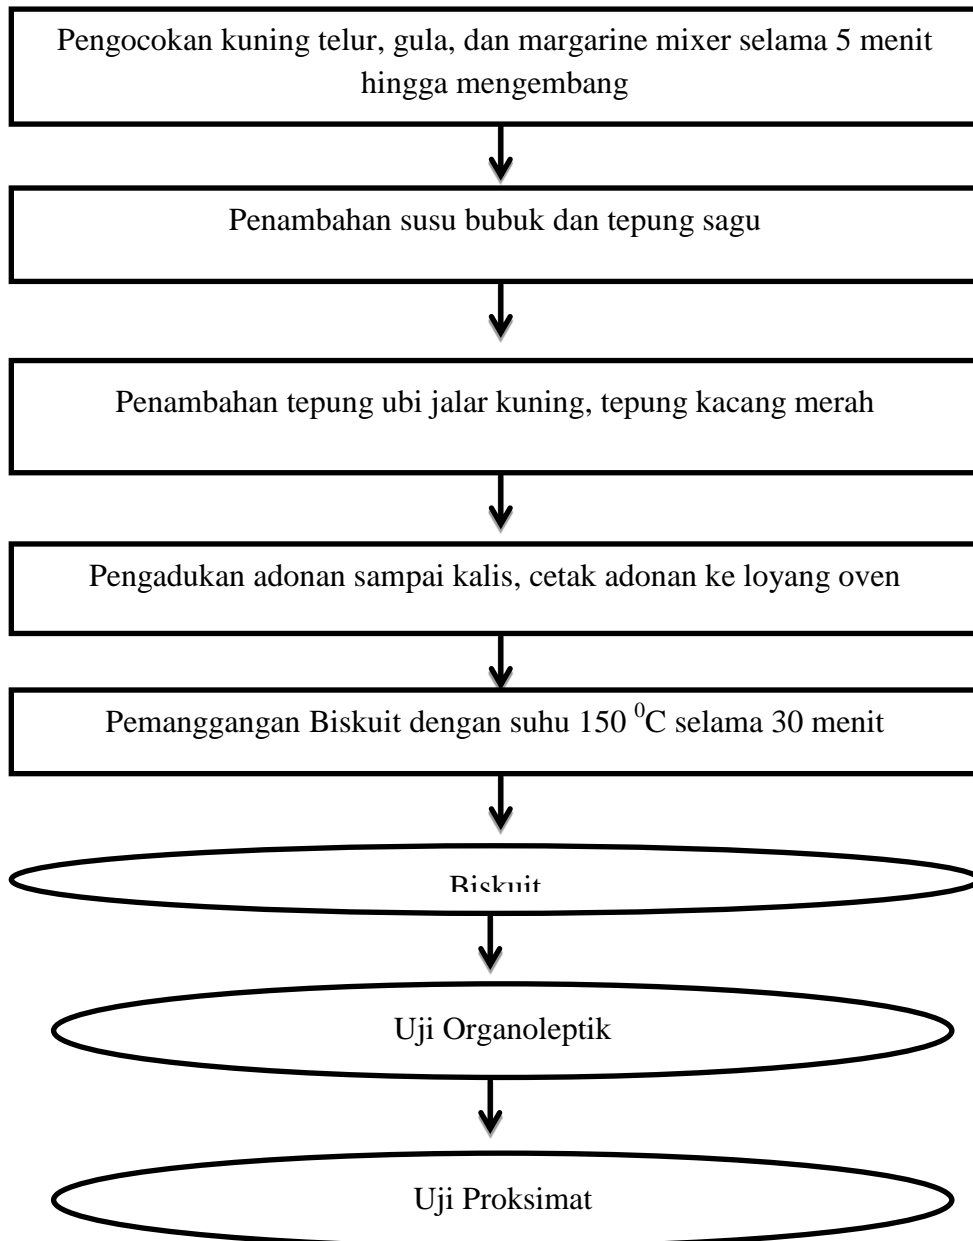 Pengocokan kuning telur, gula, dan margarine mixer selama 5 menit
hingga mengembang
Penambahan susu bubuk dan tepung sagu
Penambahan tepung ubi jalar kuning, tepung kacang merah
Pengadukan adonan sampai kalis, cetak adonan ke loyang oven
Pemanggangan Biskuit dengan suhu 150 ⁰C selama 30 menit
Biskuit
Uji Organoleptik
Uji Proksimat